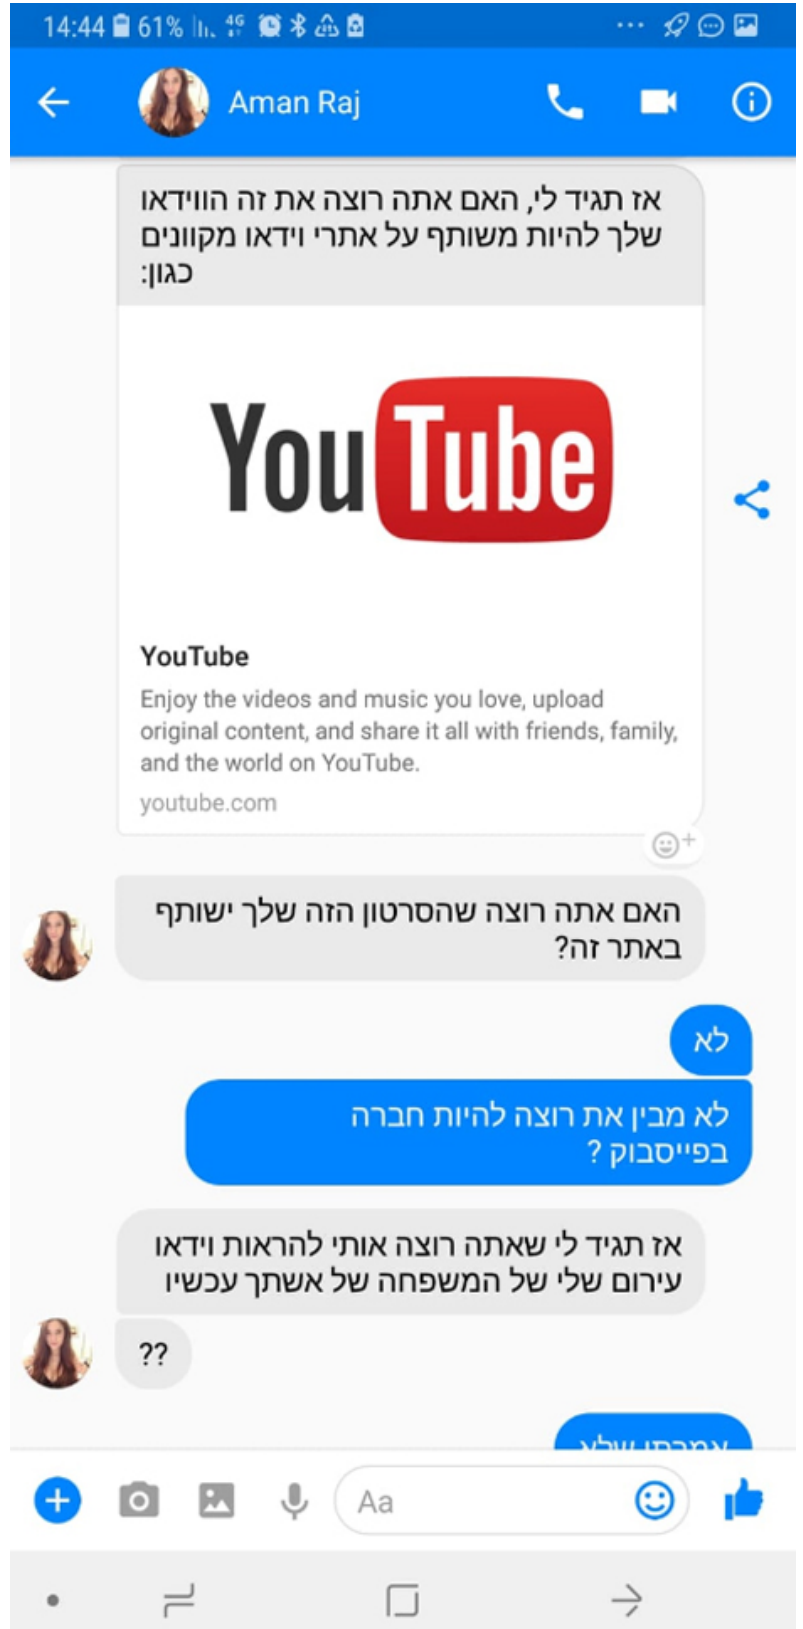 14:44 61% 4G
Aman Raj
אז תגיד לי, האם אתה רוצה את זה הווידאו
שלך להיות משותף על אתרי וידאו מקוונים
כגון:
YouTube
YouTube
Enjoy the videos and music you love, upload
original content, and share it all with friends, family,
and the world on YouTube.
youtube.com
האם אתה רוצה שהסרטון הזה שלך ישותף
באתר זה?
לא
לא מבין את רוצה להיות חברה
בפייסבוק ?
אז תגיד לי שאתה רוצה אותי להראות וידאו
עירום שלי של המשפחה של אשתך עכשיו
??
אמרתי שלא
Aa